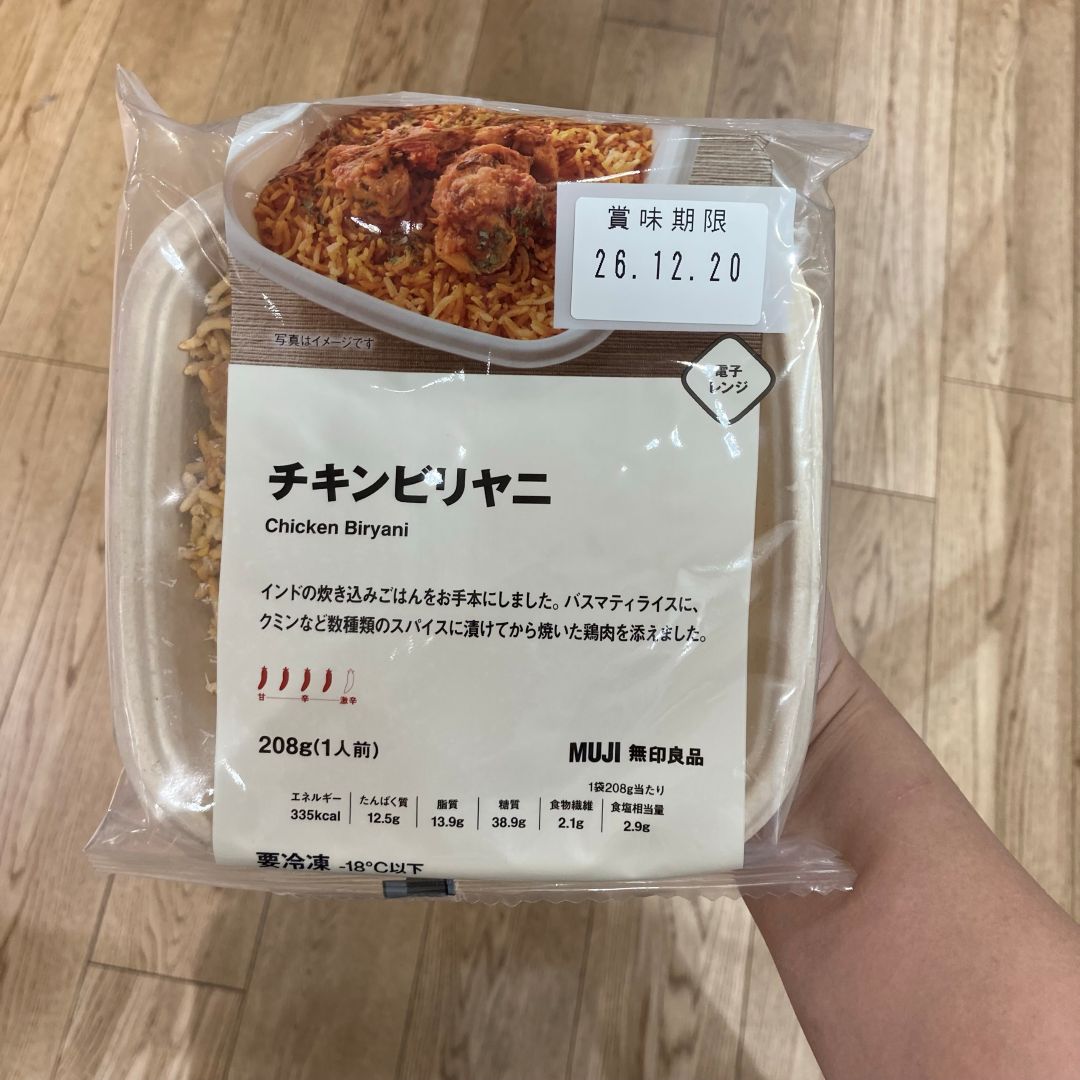 賞味期限
26.12.20
写真はイメージです
電子
レンジ
チキンビリヤニ
Chicken Biryani
インドの炊き込みごはんをお手本にしました。バスマティライスに、
クミンなど数種類のスパイスに漬けてから焼いた鶏肉を添えました。
甘 辛 激辛
208g(1人前)
MUJI 無印良品
1袋208g当たり
エネルギー たんぱく質 脂質 糖質 食物繊維 食塩相当量
335kcal 12.5g 13.9g 38.9g 2.1g 2.9g
要冷凍 -18℃以下